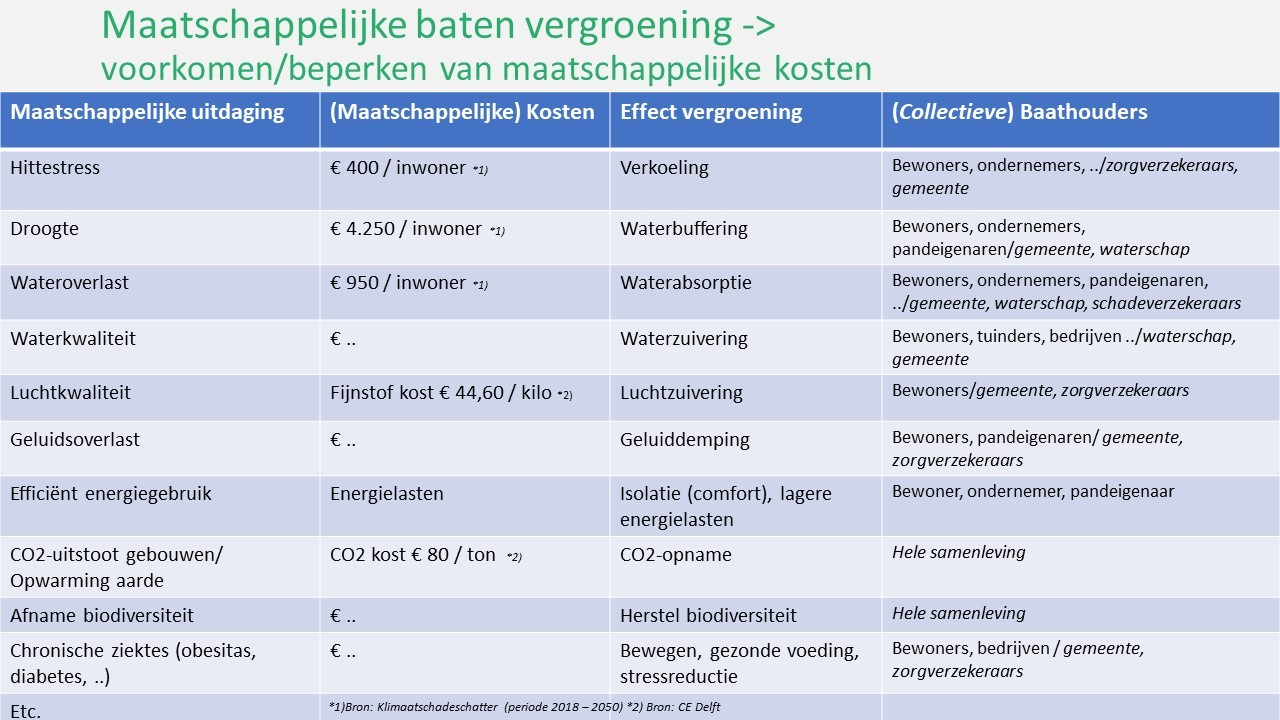 Maatschappelijke baten vergroening ->
voorkomen/beperken van maatschappelijke kosten
Maatschappelijke uitdaging (Maatschappelijke) Kosten Effect vergroening (Collectieve) Baathouders
Hittestress € 400 / inwoner *1) Verkoeling Bewoners, ondernemers, ../zorgverzekeraars,
gemeente
Droogte € 4.250 / inwoner *1) Waterbuffering Bewoners, ondernemers,
pandeigenaren/gemeente, waterschap
Wateroverlast € 950 / inwoner *1) Waterabsorptie Bewoners, ondernemers, pandeigenaren,
../gemeente, waterschap, schadeverzekeraars
Waterkwaliteit € .. Waterzuivering Bewoners, tuinders, bedrijven ../waterschap,
gemeente
Luchtkwaliteit Fijnstof kost € 44,60 / kilo *2) Luchtzuivering Bewoners/gemeente, zorgverzekeraars
Geluidsoverlast € .. Geluiddemping Bewoners, pandeigenaren/ gemeente,
zorgverzekeraars
Efficiënt energiegebruik Energielasten Isolatie (comfort), lagere Bewoner, ondernemer, pandeigenaar
energielasten
CO2-uitstoot gebouwen/ CO2 kost € 80 / ton *2) CO2-opname Hele samenleving
Opwarming aarde
Afname biodiversiteit € .. Herstel biodiversiteit Hele samenleving
Chronische ziektes (obesitas, € .. Bewegen, gezonde voeding, Bewoners, bedrijven / gemeente,
diabetes, ..) stressreductie zorgverzekeraars
Etc. *1)Bron: Klimaatschadeschatter (periode 2018 – 2050) *2) Bron: CE Delft